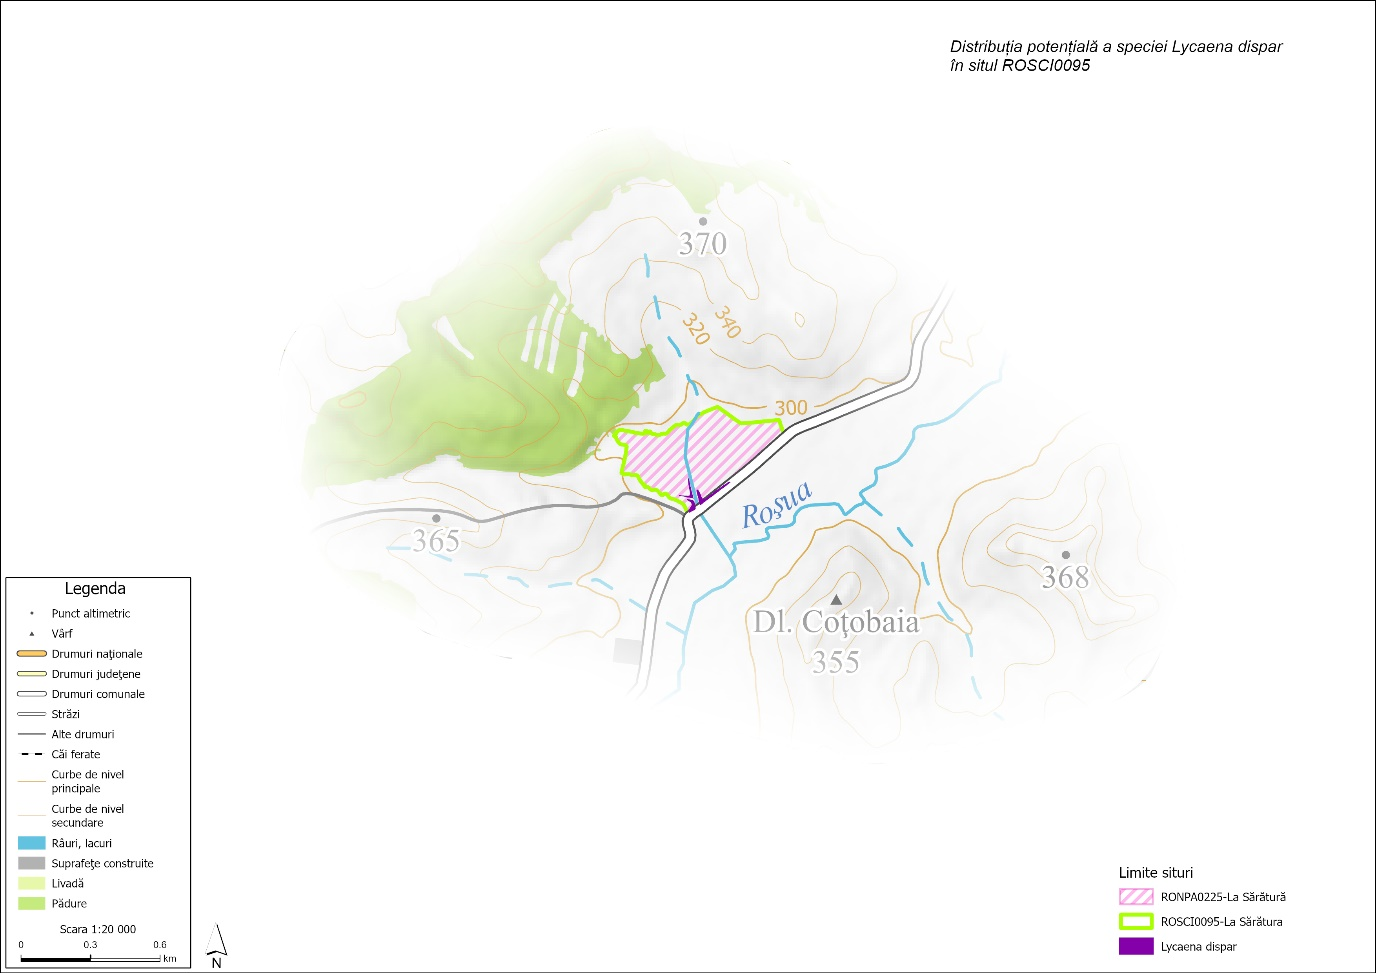 Distribuția potențială a speciei Lycaena dispar
în situl ROSCI0095
370
320
340
300
Roșua
365
368
Dl. Coțobaia
355
Legenda
Punct altimetric
Vârf
Drumuri naționale
Drumuri județene
Drumuri comunale
Străzi
Alte drumuri
Căi ferate
Curbe de nivel
principale
Curbe de nivel
secundare
Râuri, lacuri
Suprafețe construite
Livadă
Pădure
Scara 1:20 000
0 0.3 0.6
km
N
Limite situri
RONPA0225-La Sărătură
ROSCI0095-La Sărătura
Lycaena dispar